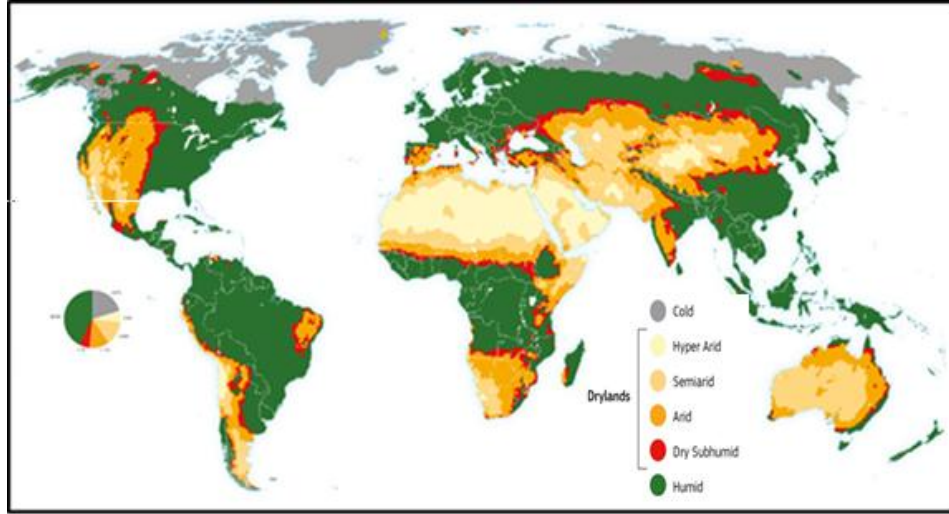 Cold
Hyper Arid
Semiarid
Drylands
Arid
Dry Subhumid
Humid